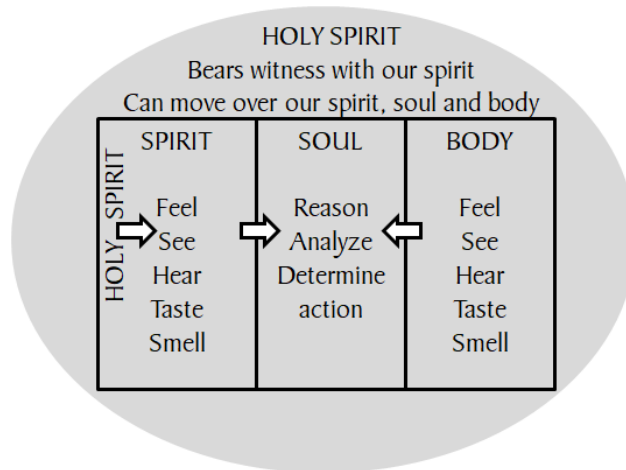 HOLY SPIRIT
Bears witness with our spirit
Can move over our spirit, soul and body
HOLY SPIRIT
SPIRIT
Feel
See
Hear
Taste
Smell
SOUL
Reason
Analyze
Determine
action
BODY
Feel
See
Hear
Taste
Smell